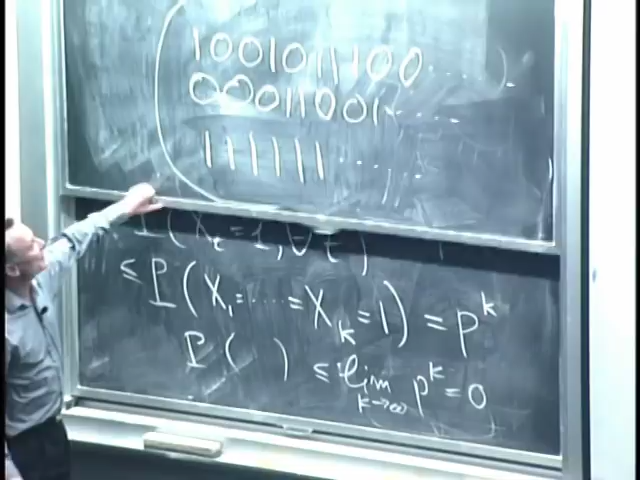 1001011100....
00011001....
111111....
P(X_t=1, ∀t)
≤ P(X_1=....=X_k=1) = p^k
P( ) ≤ lim_{k→∞} p^k = 0